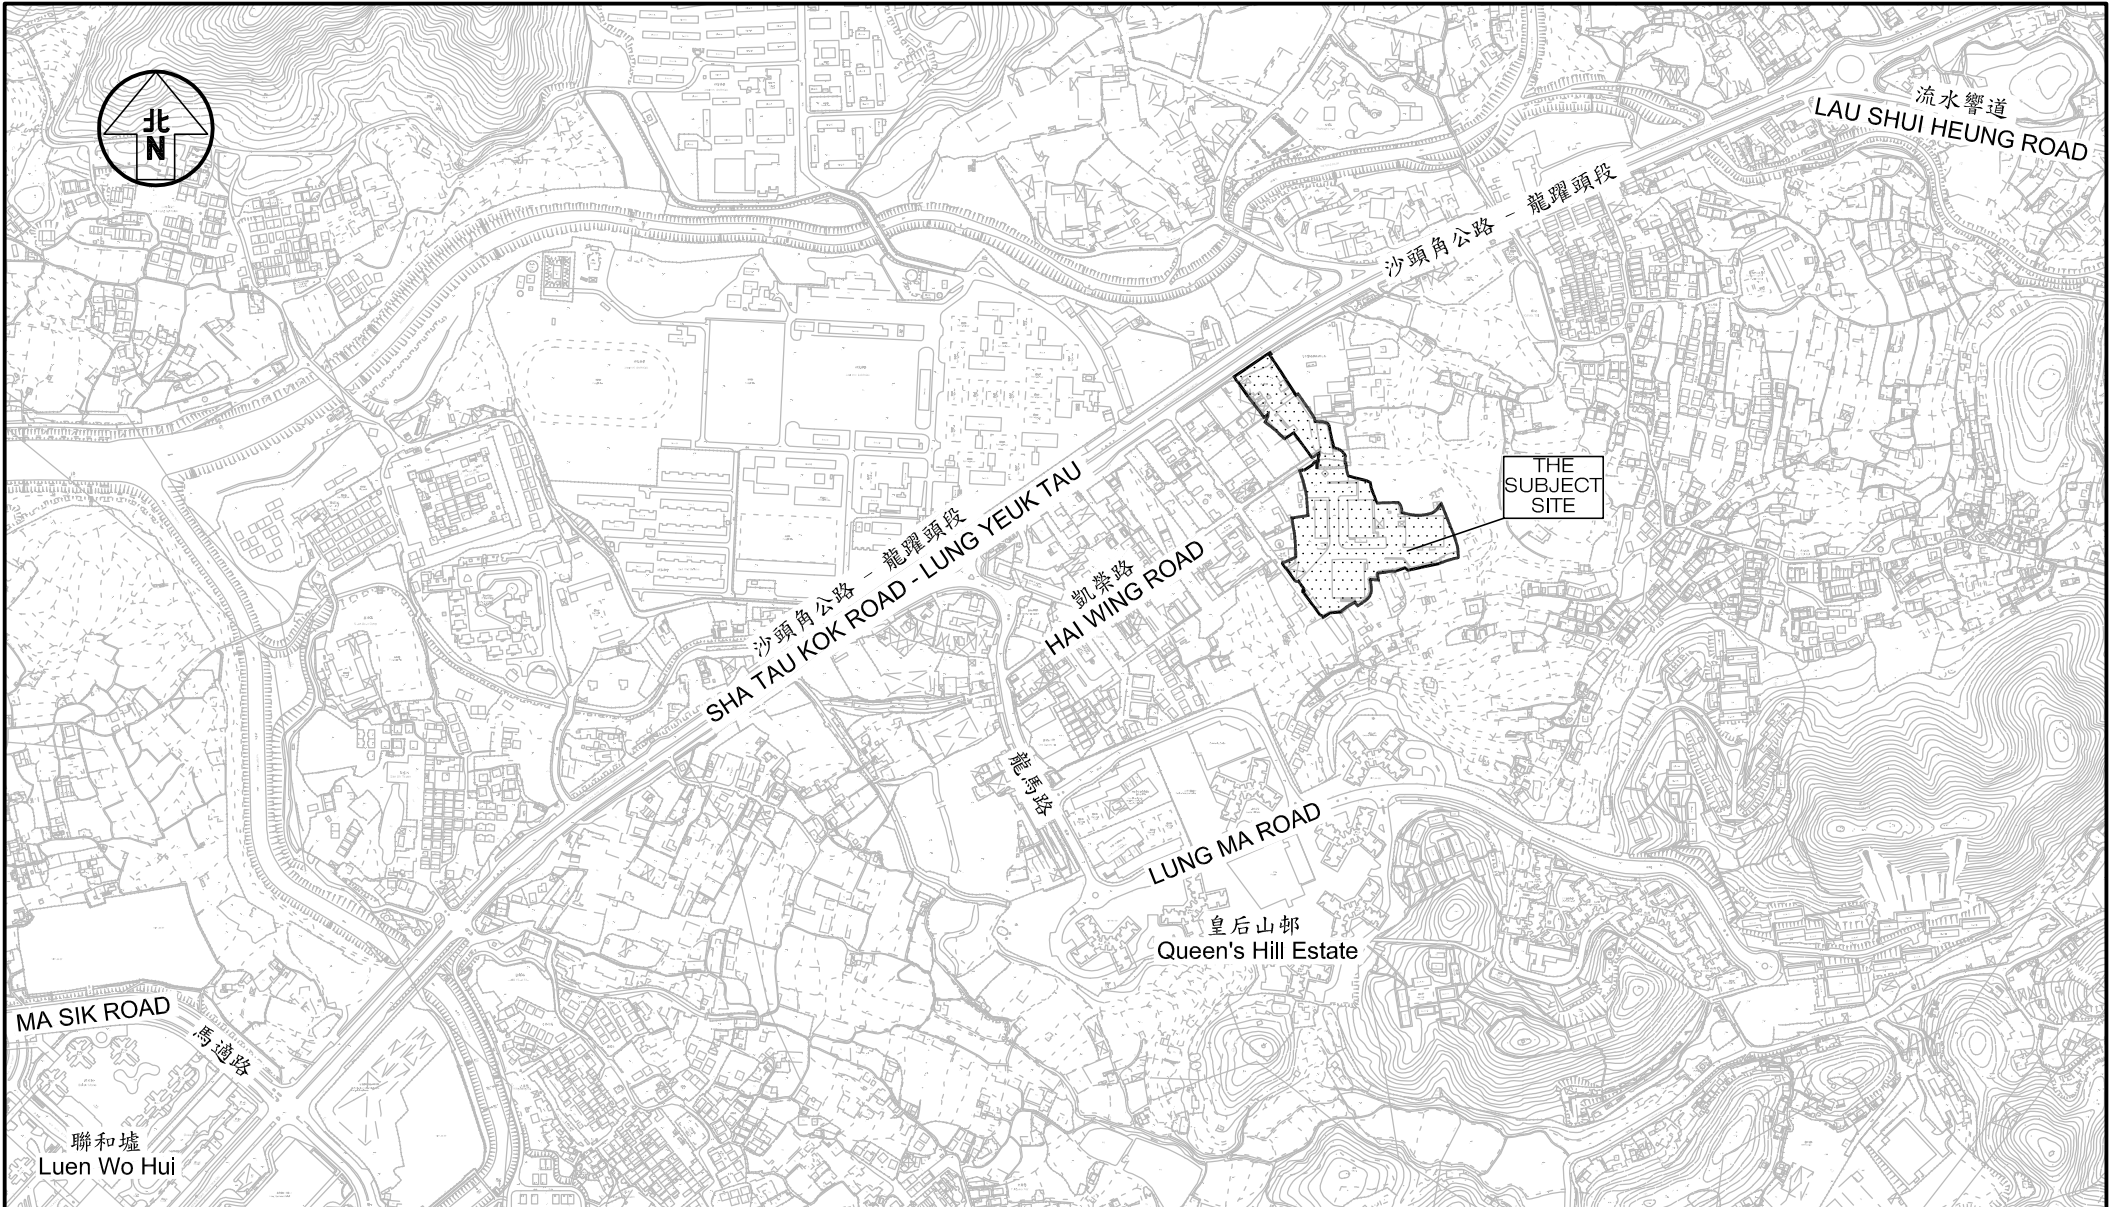 北
N
流水響道
LAU SHUI HEUNG ROAD
沙頭角公路 - 龍躍頭段
THE
SUBJECT
SITE
沙頭角公路 - 龍躍頭段
SHA TAU KOK ROAD - LUNG YEUK TAU
凱榮路
HAI WING ROAD
龍馬路
LUNG MA ROAD
皇后山邨
Queen's Hill Estate
MA SIK ROAD
馬適路
聯和墟
Luen Wo Hui